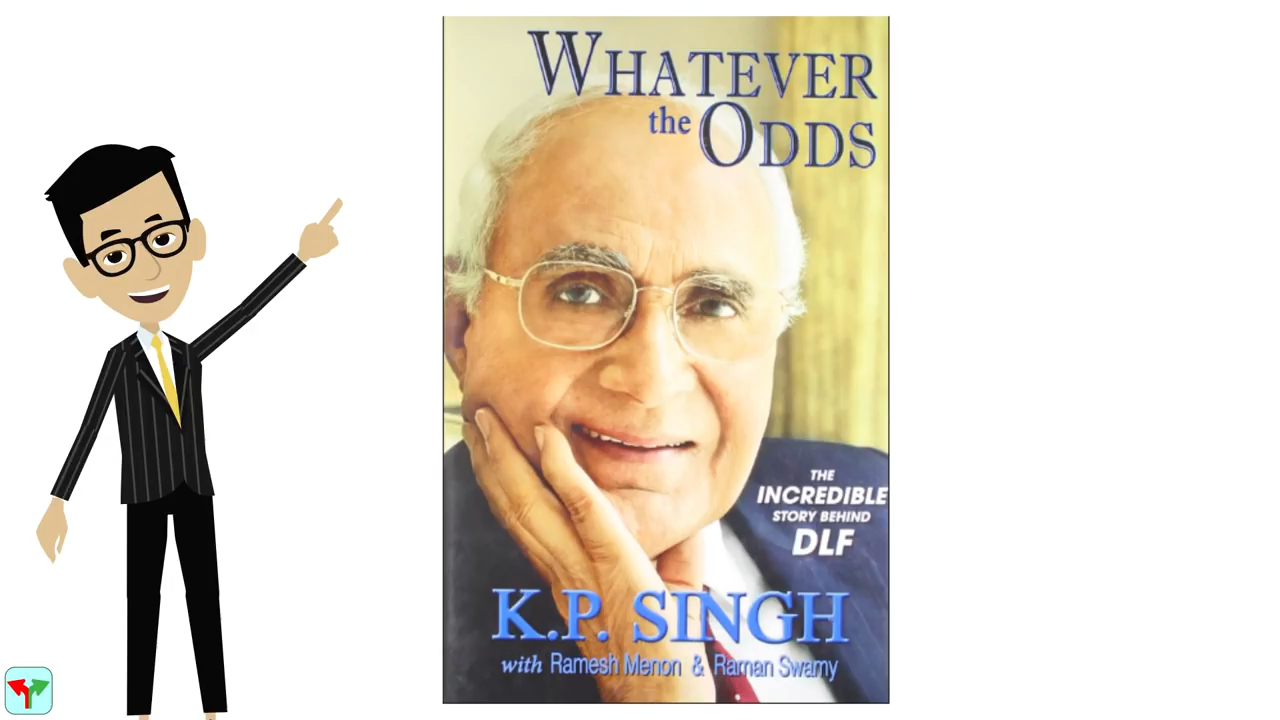 WHATEVER
the ODDS
THE
INCREDIBLE
STORY BEHIND
DLF
K.P. SINGH
with Ramesh Menon & Raman Swamy